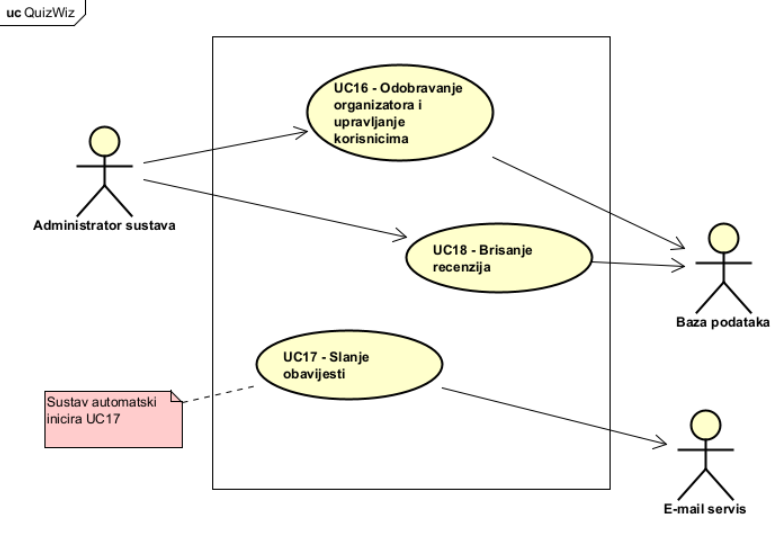 uc QuizWiz
UC16 - Odobravanje
organizatora i
upravljanje
korisnicima
Administrator sustava
UC18 - Brisanje
recenzija
Baza podataka
UC17 - Slanje
obavijesti
Sustav automatski
inicira UC17
E-mail servis